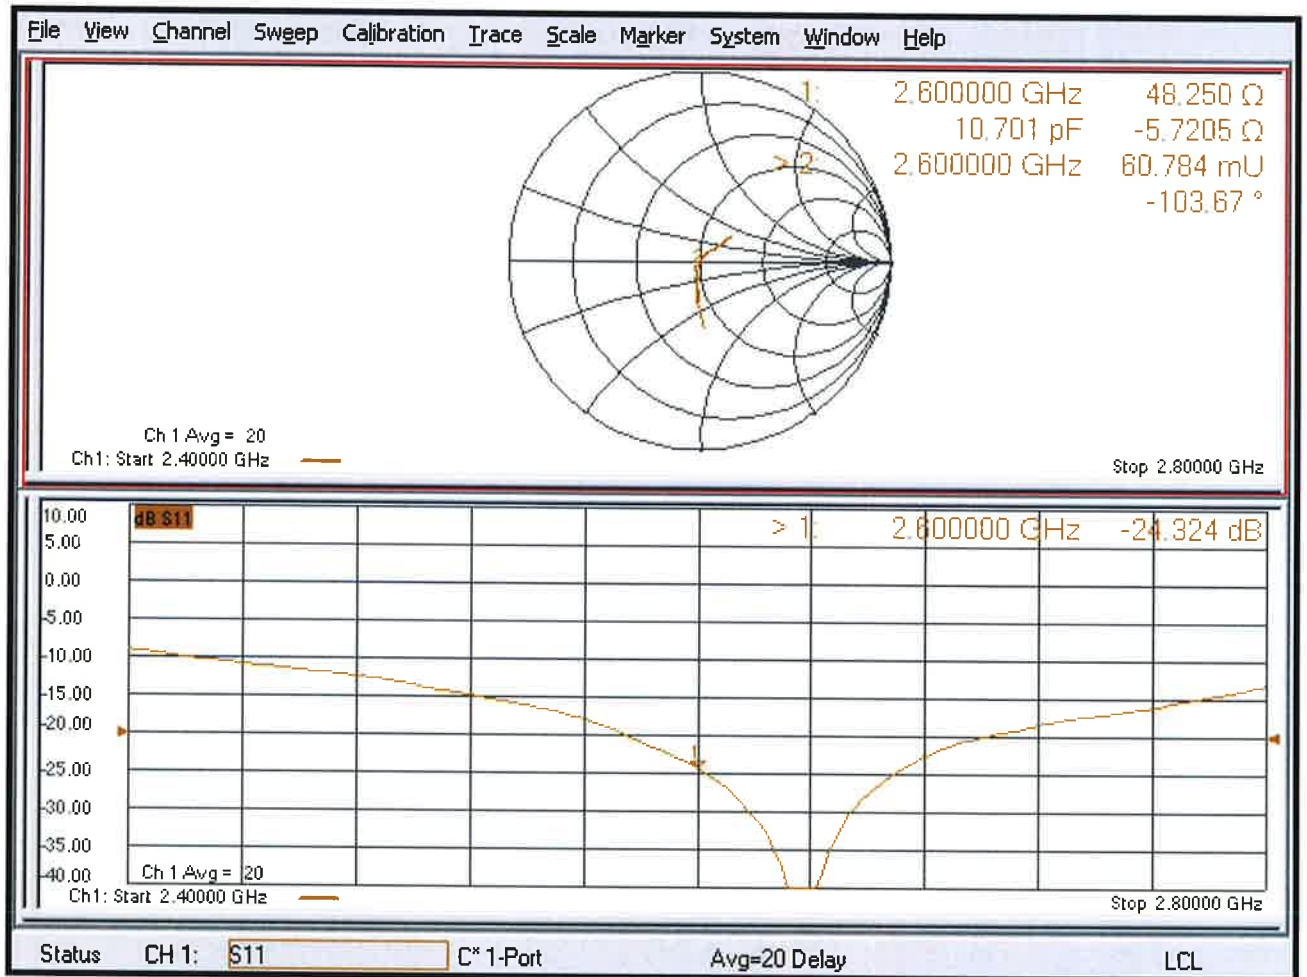 File View Channel Sweep Calibration Trace Scale Marker System Window Help
1: 2.600000 GHz 48.250 Ω
10.701 pF -5.7205 Ω
> 2: 2.600000 GHz 60.784 mU
-103.67 °
Ch 1 Avg = 20
Ch1: Start 2.40000 GHz
Stop 2.80000 GHz
10.00
dB S11
> 1: 2.600000 GHz -24.324 dB
5.00
0.00
-5.00
-10.00
-15.00
-20.00
-25.00
-30.00
-35.00
-40.00
1
Ch 1 Avg = 20
Ch1: Start 2.40000 GHz
Stop 2.80000 GHz
Status CH 1: S11 C* 1-Port Avg=20 Delay LCL